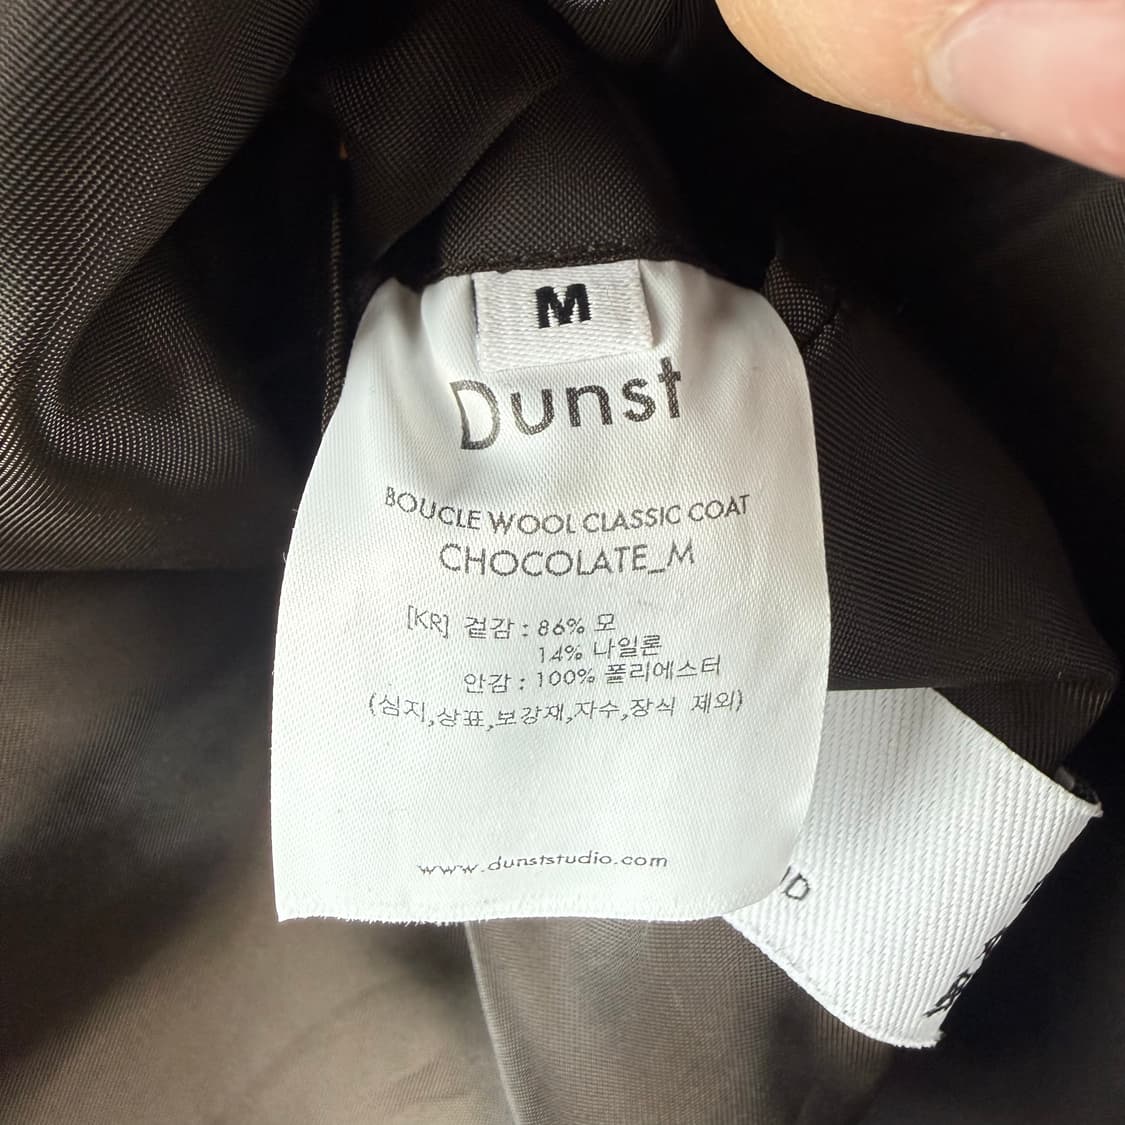 M
Dunst
BOUCLE WOOL CLASSIC COAT
CHOCOLATE_M
[KR] 겉감 : 86% 모
14% 나일론
안감 : 100% 폴리에스터
(심지,상표,보강재,자수,장식 제외)
www.dunststudio.com